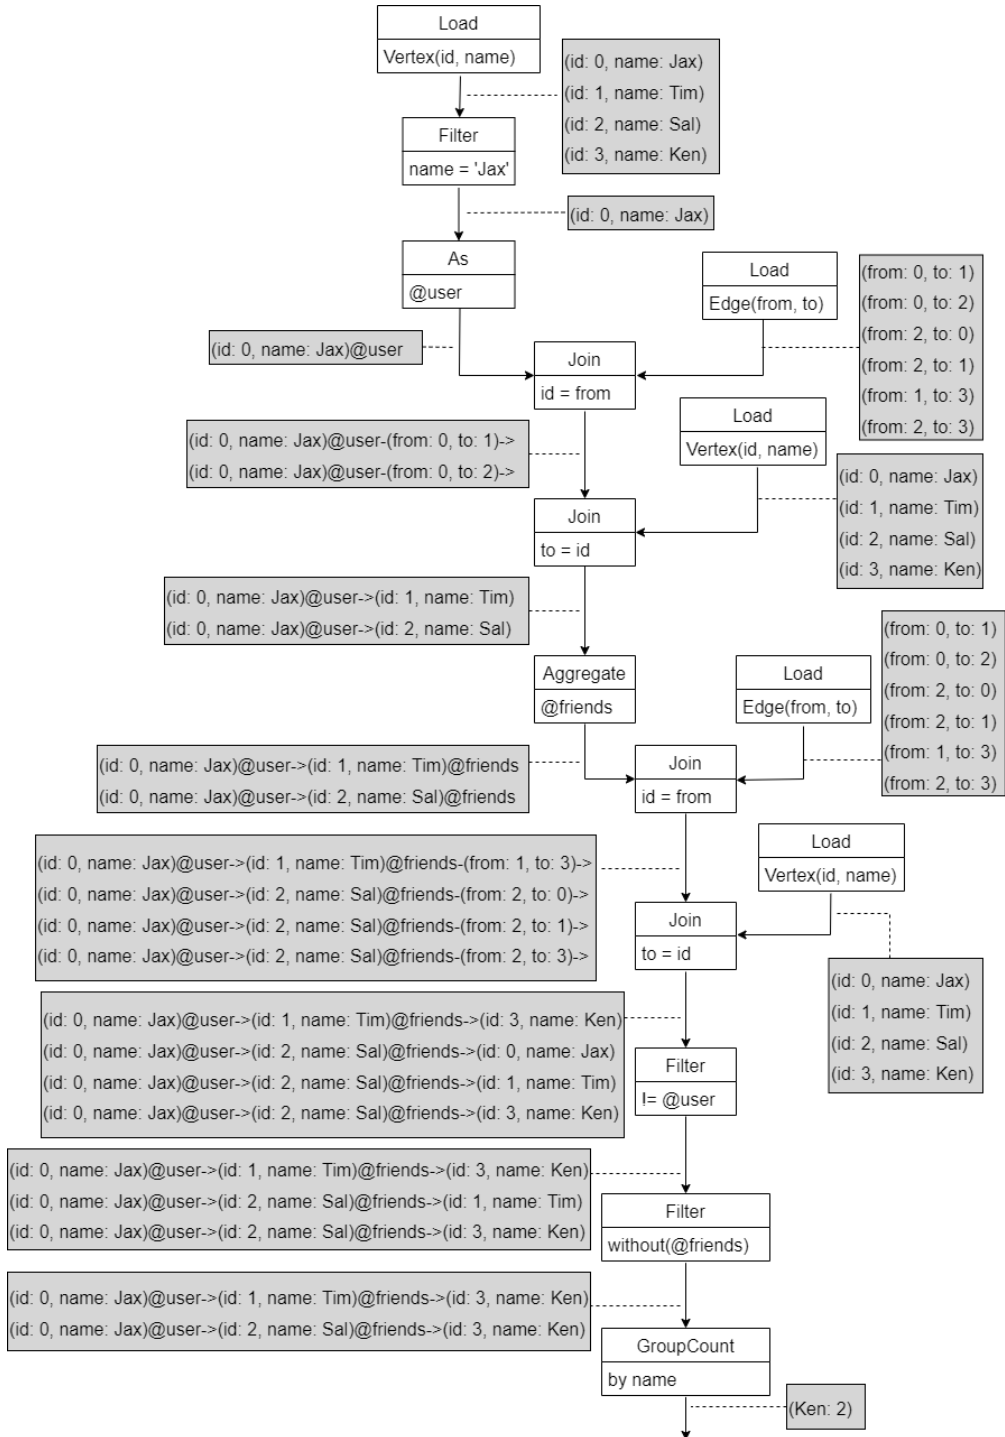 Load
Vertex(id, name)
(id: 0, name: Jax)
(id: 1, name: Tim)
(id: 2, name: Sal)
(id: 3, name: Ken)
Filter
name = 'Jax'
(id: 0, name: Jax)
As
@user
Load
Edge(from, to)
(from: 0, to: 1)
(from: 0, to: 2)
(from: 2, to: 0)
(from: 2, to: 1)
(from: 1, to: 3)
(from: 2, to: 3)
(id: 0, name: Jax)@user
Join
id = from
(id: 0, name: Jax)@user-(from: 0, to: 1)->
(id: 0, name: Jax)@user-(from: 0, to: 2)->
Load
Vertex(id, name)
(id: 0, name: Jax)
(id: 1, name: Tim)
(id: 2, name: Sal)
(id: 3, name: Ken)
Join
to = id
(id: 0, name: Jax)@user->(id: 1, name: Tim)
(id: 0, name: Jax)@user->(id: 2, name: Sal)
Aggregate
@friends
Load
Edge(from, to)
(from: 0, to: 1)
(from: 0, to: 2)
(from: 2, to: 0)
(from: 2, to: 1)
(from: 1, to: 3)
(from: 2, to: 3)
(id: 0, name: Jax)@user->(id: 1, name: Tim)@friends
(id: 0, name: Jax)@user->(id: 2, name: Sal)@friends
Join
id = from
(id: 0, name: Jax)@user->(id: 1, name: Tim)@friends-(from: 1, to: 3)->
(id: 0, name: Jax)@user->(id: 2, name: Sal)@friends-(from: 2, to: 0)->
(id: 0, name: Jax)@user->(id: 2, name: Sal)@friends-(from: 2, to: 1)->
(id: 0, name: Jax)@user->(id: 2, name: Sal)@friends-(from: 2, to: 3)->
Load
Vertex(id, name)
Join
to = id
(id: 0, name: Jax)
(id: 1, name: Tim)
(id: 2, name: Sal)
(id: 3, name: Ken)
(id: 0, name: Jax)@user->(id: 1, name: Tim)@friends->(id: 3, name: Ken)
(id: 0, name: Jax)@user->(id: 2, name: Sal)@friends->(id: 0, name: Jax)
(id: 0, name: Jax)@user->(id: 2, name: Sal)@friends->(id: 1, name: Tim)
(id: 0, name: Jax)@user->(id: 2, name: Sal)@friends->(id: 3, name: Ken)
Filter
!= @user
(id: 0, name: Jax)@user->(id: 1, name: Tim)@friends->(id: 3, name: Ken)
(id: 0, name: Jax)@user->(id: 2, name: Sal)@friends->(id: 1, name: Tim)
(id: 0, name: Jax)@user->(id: 2, name: Sal)@friends->(id: 3, name: Ken)
Filter
without(@friends)
(id: 0, name: Jax)@user->(id: 1, name: Tim)@friends->(id: 3, name: Ken)
(id: 0, name: Jax)@user->(id: 2, name: Sal)@friends->(id: 3, name: Ken)
GroupCount
by name
(Ken: 2)